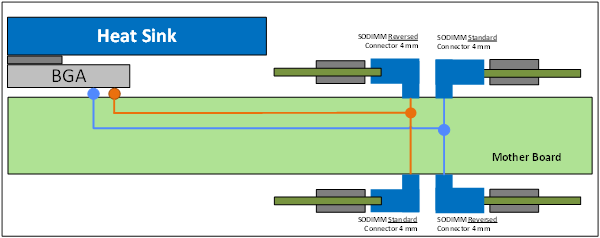 Heat Sink
BGA
SODIMM Reversed
Connector 4 mm
SODIMM Standard
Connector 4 mm
Mother Board
SODIMM Standard
Connector 4 mm
SODIMM Reversed
Connector 4 mm